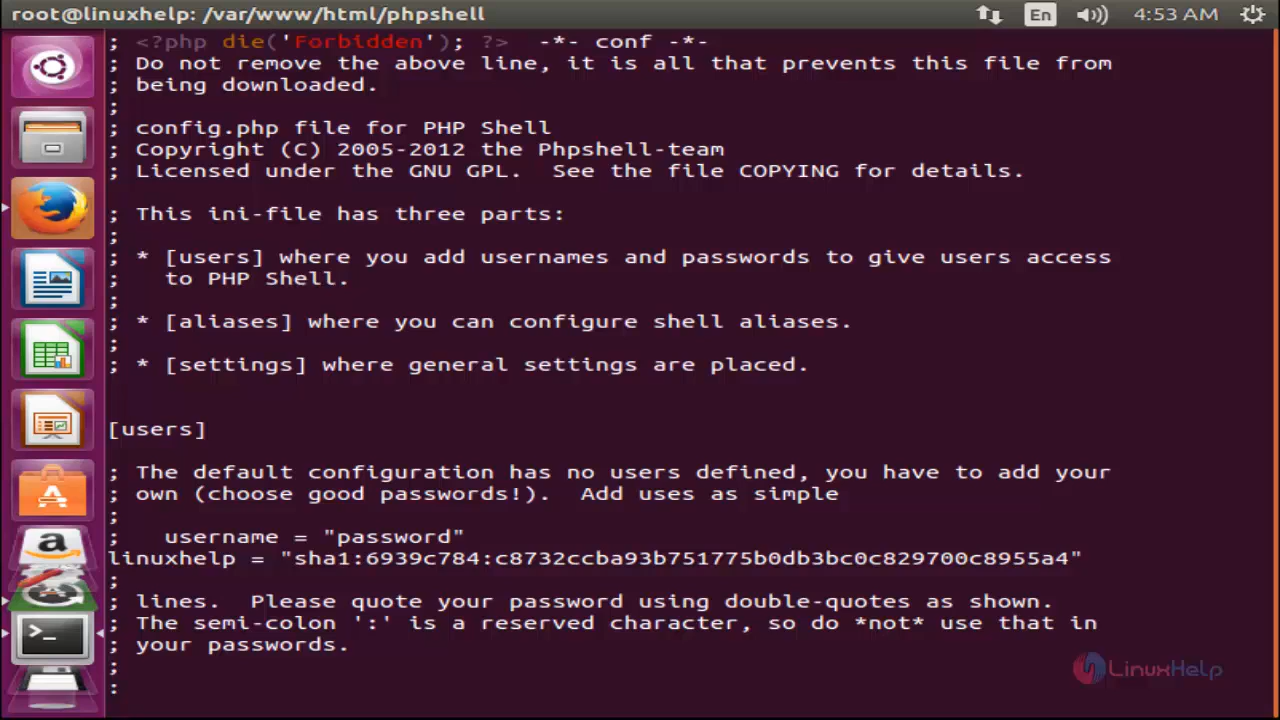 root@linuxhelp: /var/www/html/phpshell
En
4:53 AM
; <?php die('Forbidden'); ?>  -*- conf -*-
; Do not remove the above line, it is all that prevents this file from
; being downloaded.
;
; config.php file for PHP Shell
; Copyright (C) 2005-2012 the Phpshell-team
; Licensed under the GNU GPL.  See the file COPYING for details.
; This ini-file has three parts:
;
; * [users] where you add usernames and passwords to give users access
;   to PHP Shell.
;
; * [aliases] where you can configure shell aliases.
;
; * [settings] where general settings are placed.
[users]
; The default configuration has no users defined, you have to add your
; own (choose good passwords!).  Add uses as simple
;
;   username = "password"
linuxhelp = "sha1:6939c784:c8732ccba93b751775b0db3bc0c829700c8955a4"
;
; lines.  Please quote your password using double-quotes as shown.
; The semi-colon ':' is a reserved character, so do *not* use that in
; your passwords.
;
:
LinuxHelp